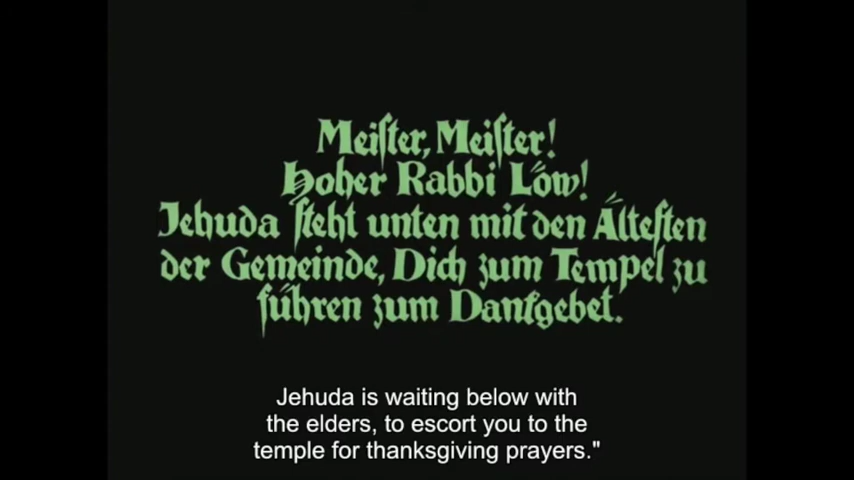 Meister, Meister!
Hoher Rabbi Löw!
Jehuda steht unten mit den Ältesten
der Gemeinde, Dich zum Tempel zu
führen zum Dankgebet.
Jehuda is waiting below with
the elders, to escort you to the
temple for thanksgiving prayers."